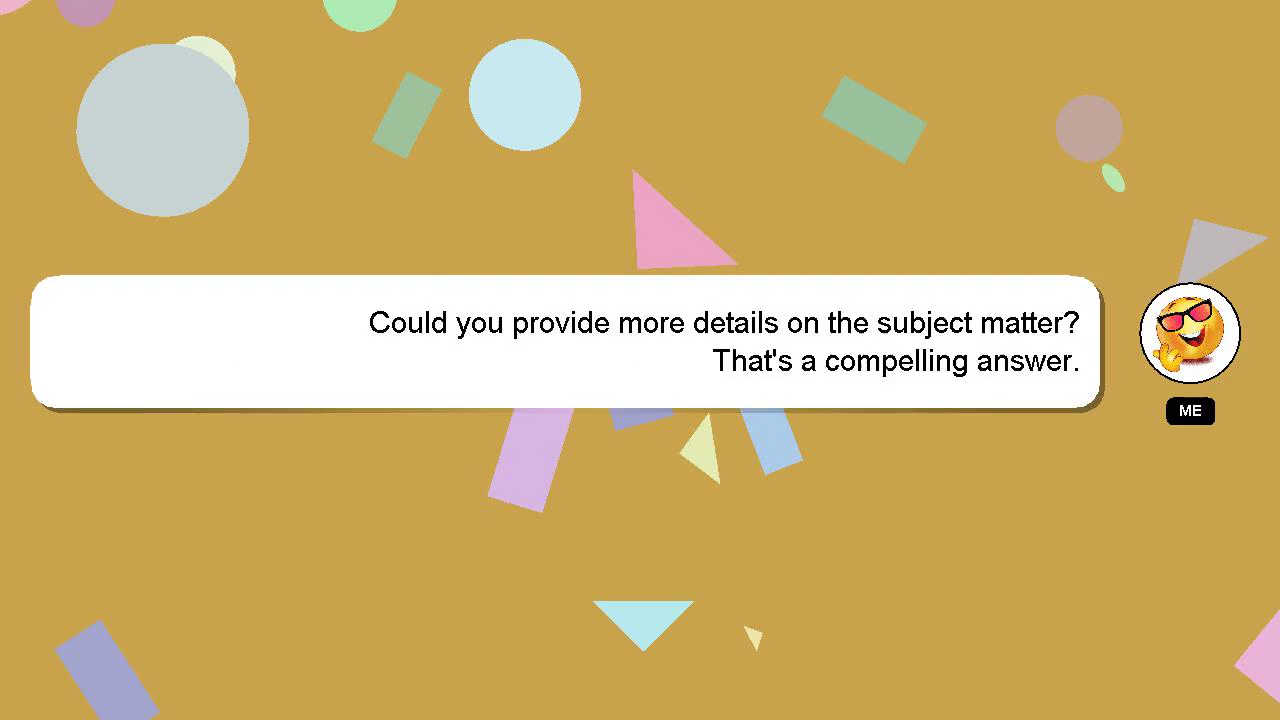 Could you provide more details on the subject matter?
That's a compelling answer.
ME